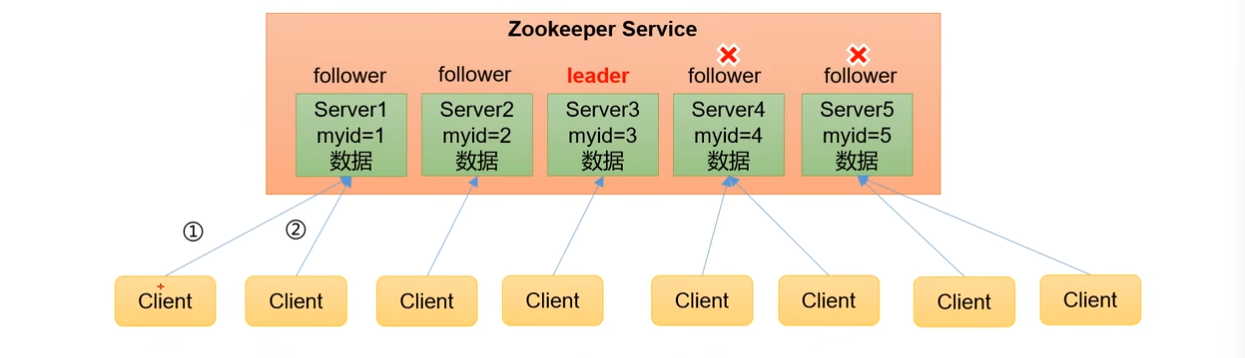 Zookeeper Service
follower follower leader follower follower
Server1 Server2 Server3 Server4 Server5
myid=1 myid=2 myid=3 myid=4 myid=5
数据 数据 数据 数据 数据
① ②
Client Client Client Client Client Client Client Client